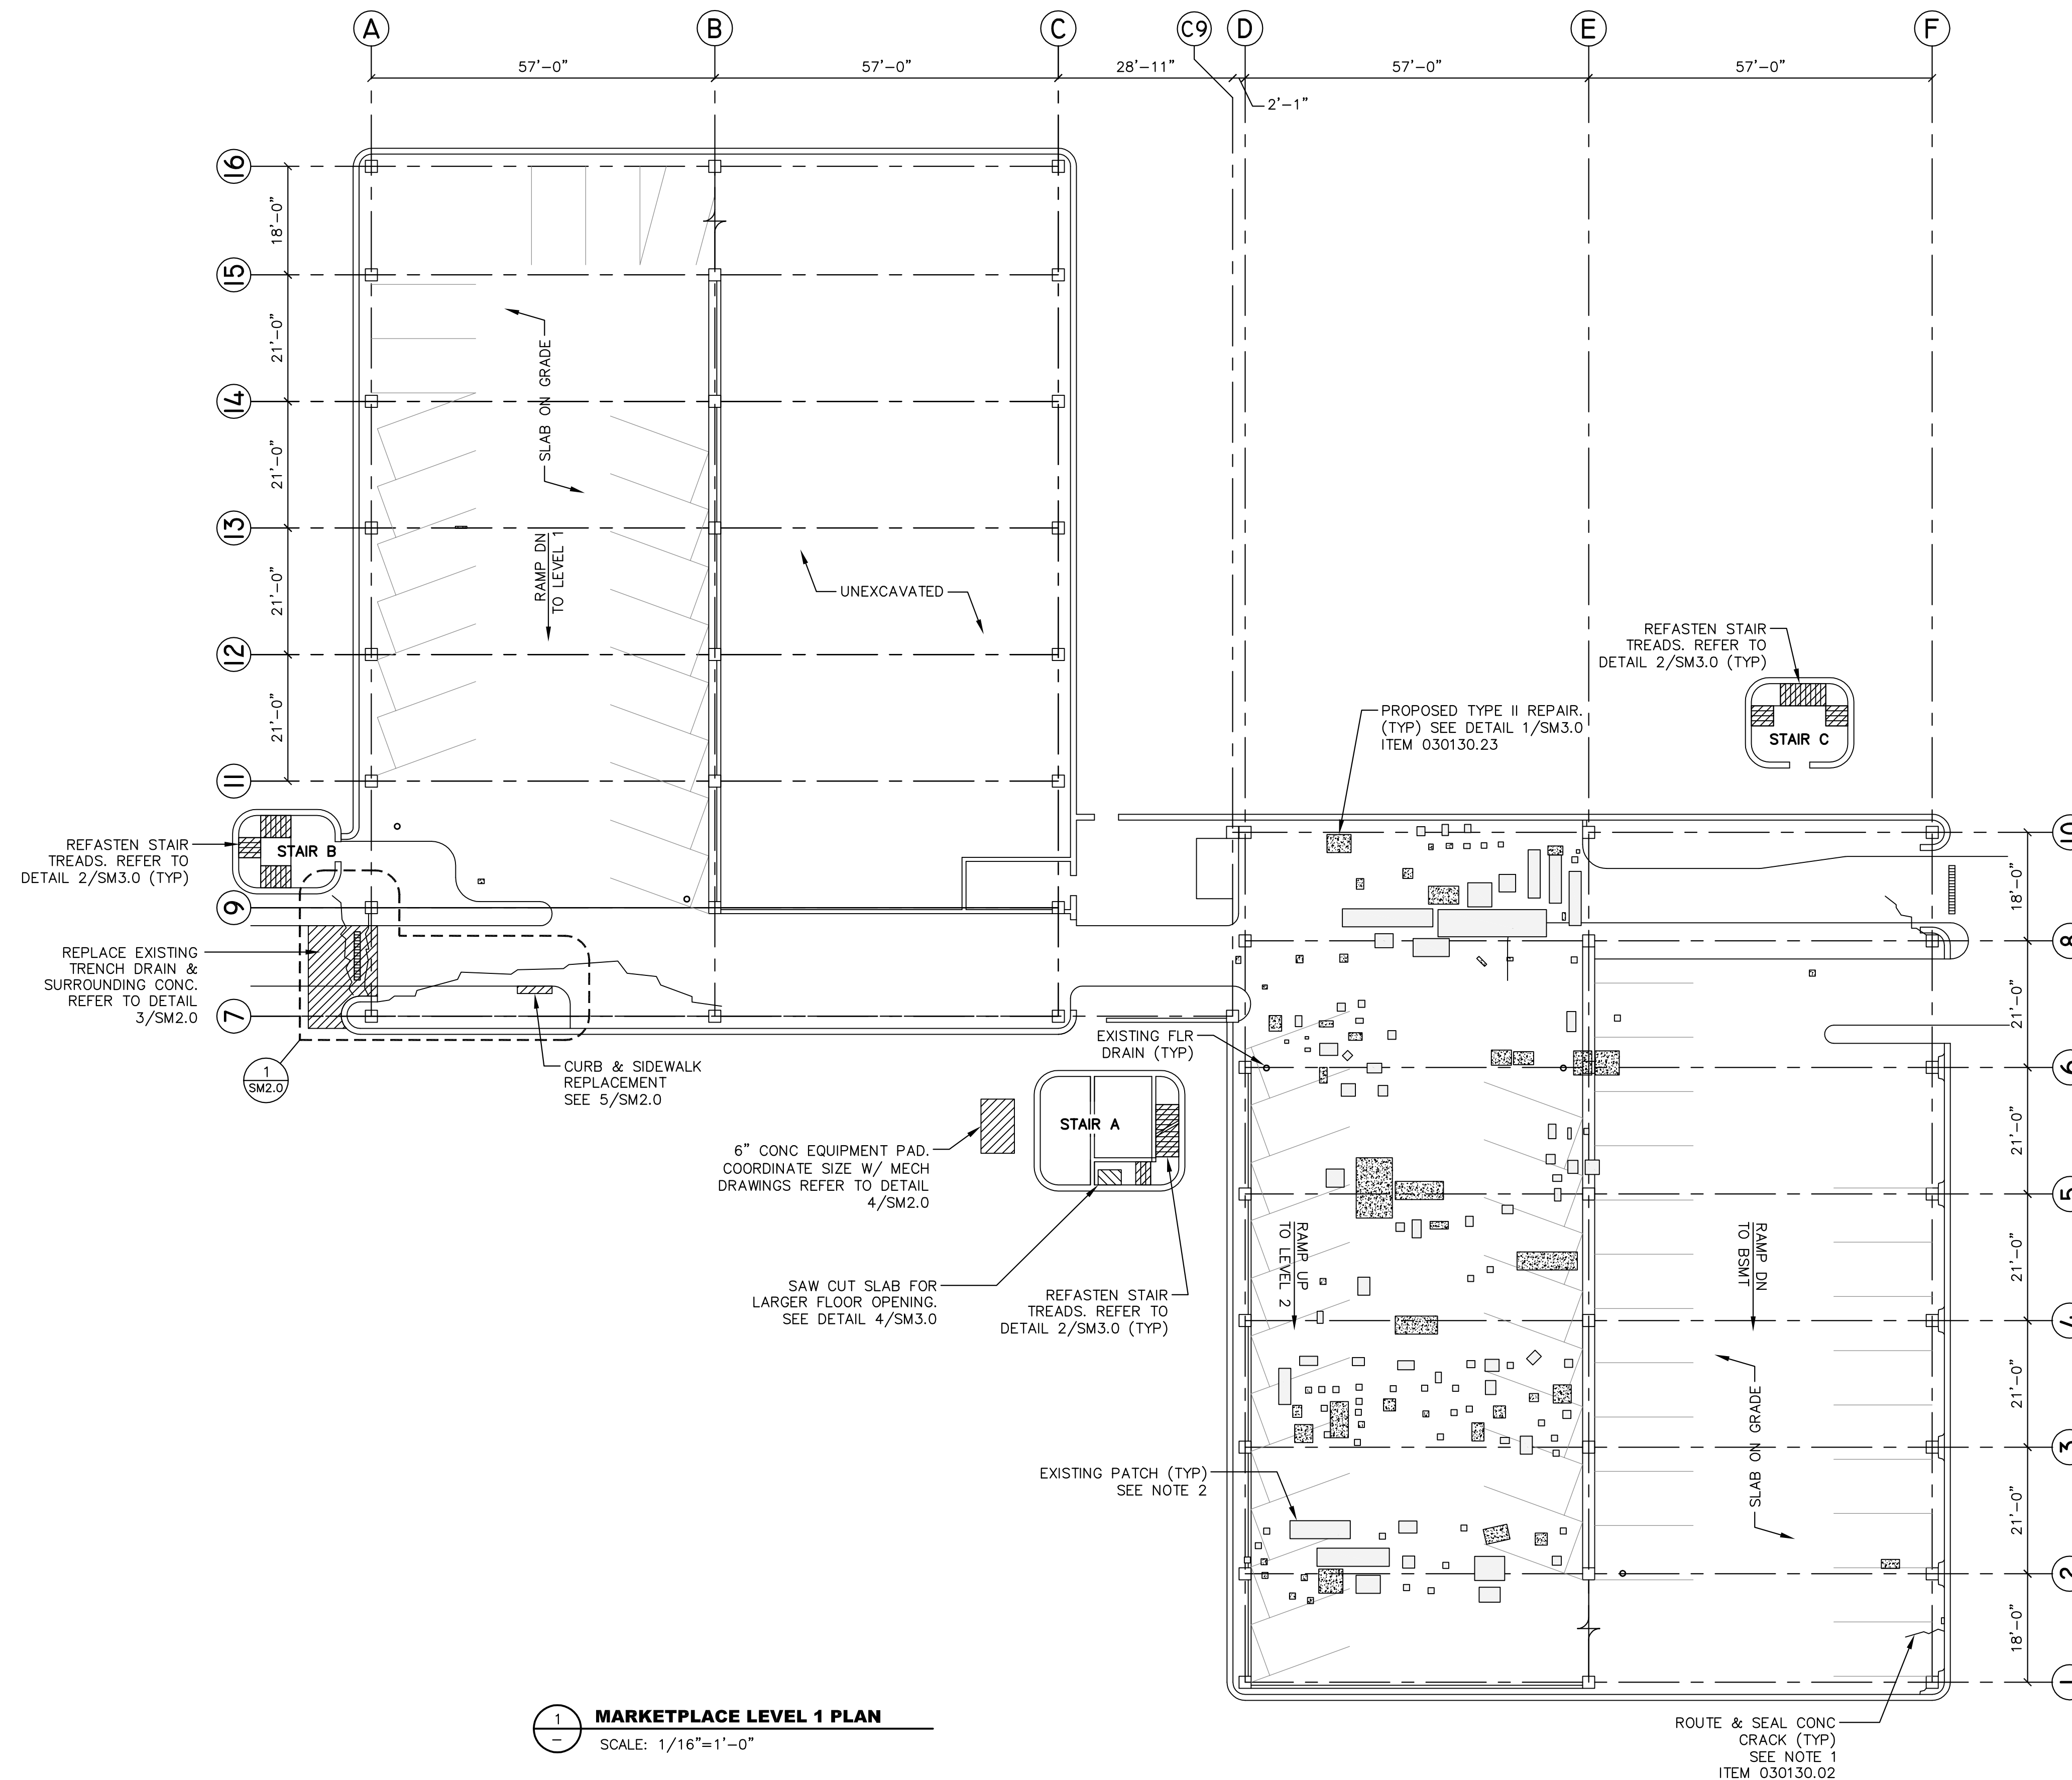 A
B
C
C9
D
E
F
57'-0"
57'-0"
28'-11"
57'-0"
57'-0"
2'-1"
16
15
14
13
12
11
9
7
18'-0"
21'-0"
21'-0"
21'-0"
21'-0"
SLAB ON GRADE
RAMP DN
TO LEVEL 1
UNEXCAVATED
REFASTEN STAIR
TREADS. REFER TO
DETAIL 2/SM3.0 (TYP)
STAIR C
PROPOSED TYPE II REPAIR.
(TYP) SEE DETAIL 1/SM3.0
ITEM 030130.23
REFASTEN STAIR
TREADS. REFER TO
DETAIL 2/SM3.0 (TYP)
STAIR B
REPLACE EXISTING
TRENCH DRAIN &
SURROUNDING CONC.
REFER TO DETAIL
3/SM2.0
1
SM2.0
CURB & SIDEWALK
REPLACEMENT
SEE 5/SM2.0
EXISTING FLR
DRAIN (TYP)
STAIR A
6" CONC EQUIPMENT PAD.
COORDINATE SIZE W/ MECH
DRAWINGS REFER TO DETAIL
4/SM2.0
SAW CUT SLAB FOR
LARGER FLOOR OPENING.
SEE DETAIL 4/SM3.0
REFASTEN STAIR
TREADS. REFER TO
DETAIL 2/SM3.0 (TYP)
RAMP UP
TO LEVEL 2
RAMP DN
TO BSMT
SLAB ON GRADE
EXISTING PATCH (TYP)
SEE NOTE 2
10
8
6
5
4
3
2
1
18'-0"
21'-0"
21'-0"
21'-0"
21'-0"
21'-0"
18'-0"
ROUTE & SEAL CONC
CRACK (TYP)
SEE NOTE 1
ITEM 030130.02
1
–
MARKETPLACE LEVEL 1 PLAN
SCALE: 1/16"=1'-0"